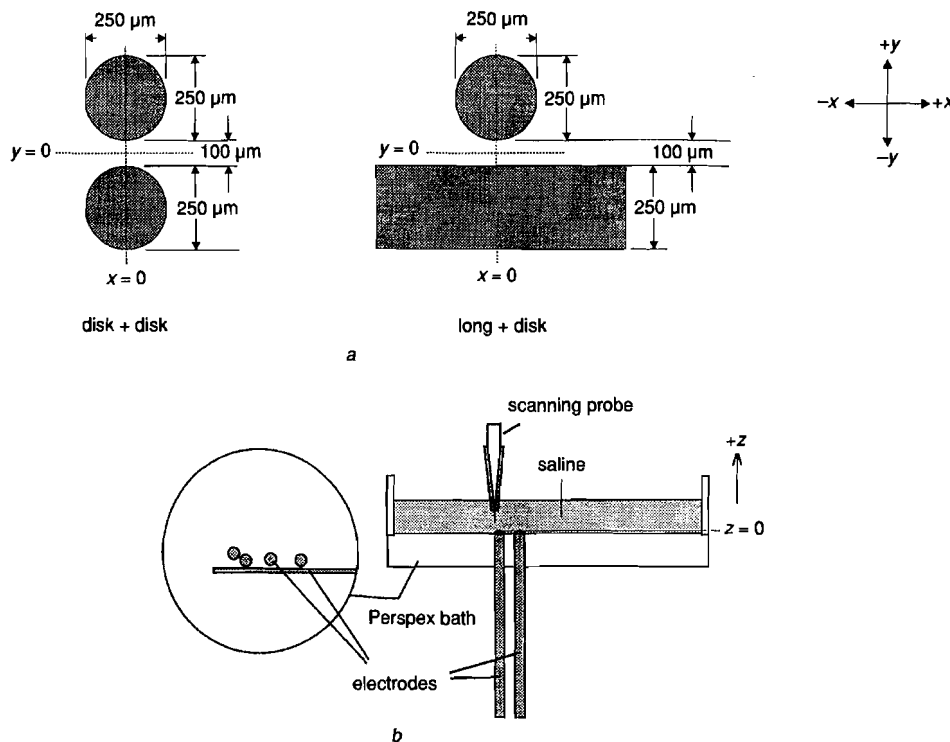 250 µm
250 µm
y = 0
100 µm
250 µm
x = 0
disk + disk
250 µm
250 µm
y = 0
100 µm
250 µm
x = 0
long + disk
+y
−x
+x
−y
a
scanning probe
saline
+z
z = 0
Perspex bath
electrodes
b